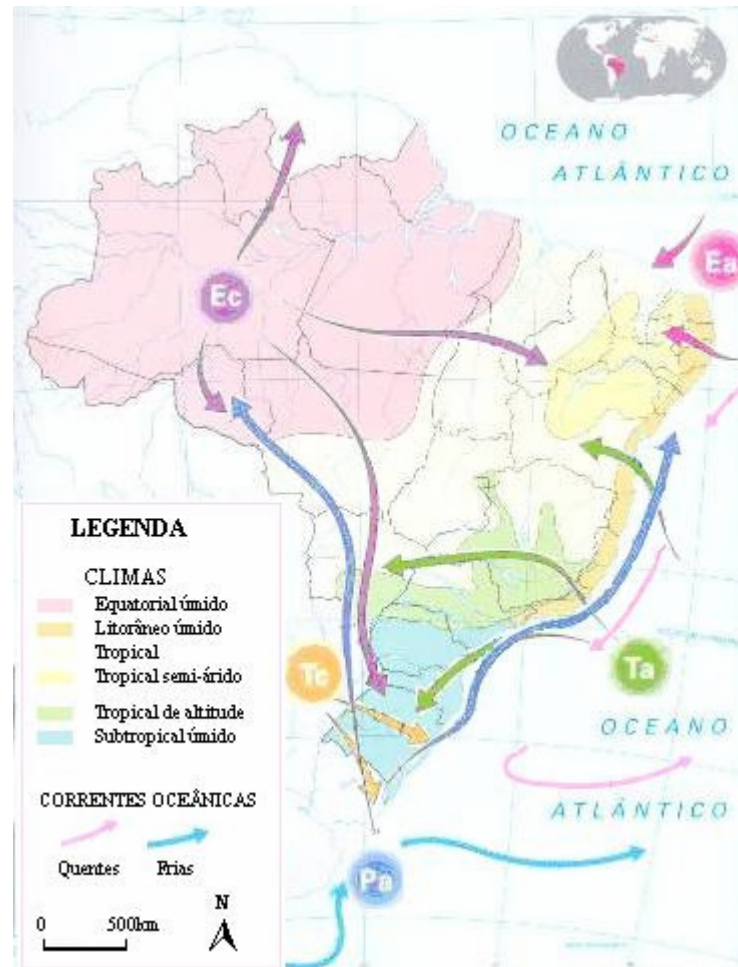 OCEANO
ATLÂNTICO
Ec
Ea
LEGENDA
CLIMAS
Equatorial úmido
Litorâneo úmido
Tropical
Tropical semi-árido
Tropical de altitude
Subtropical úmido
CORRENTES OCEÂNICAS
Quentes Frias
0 500km
N
Tc
Ta
OCEANO
ATLÂNTICO
Pa